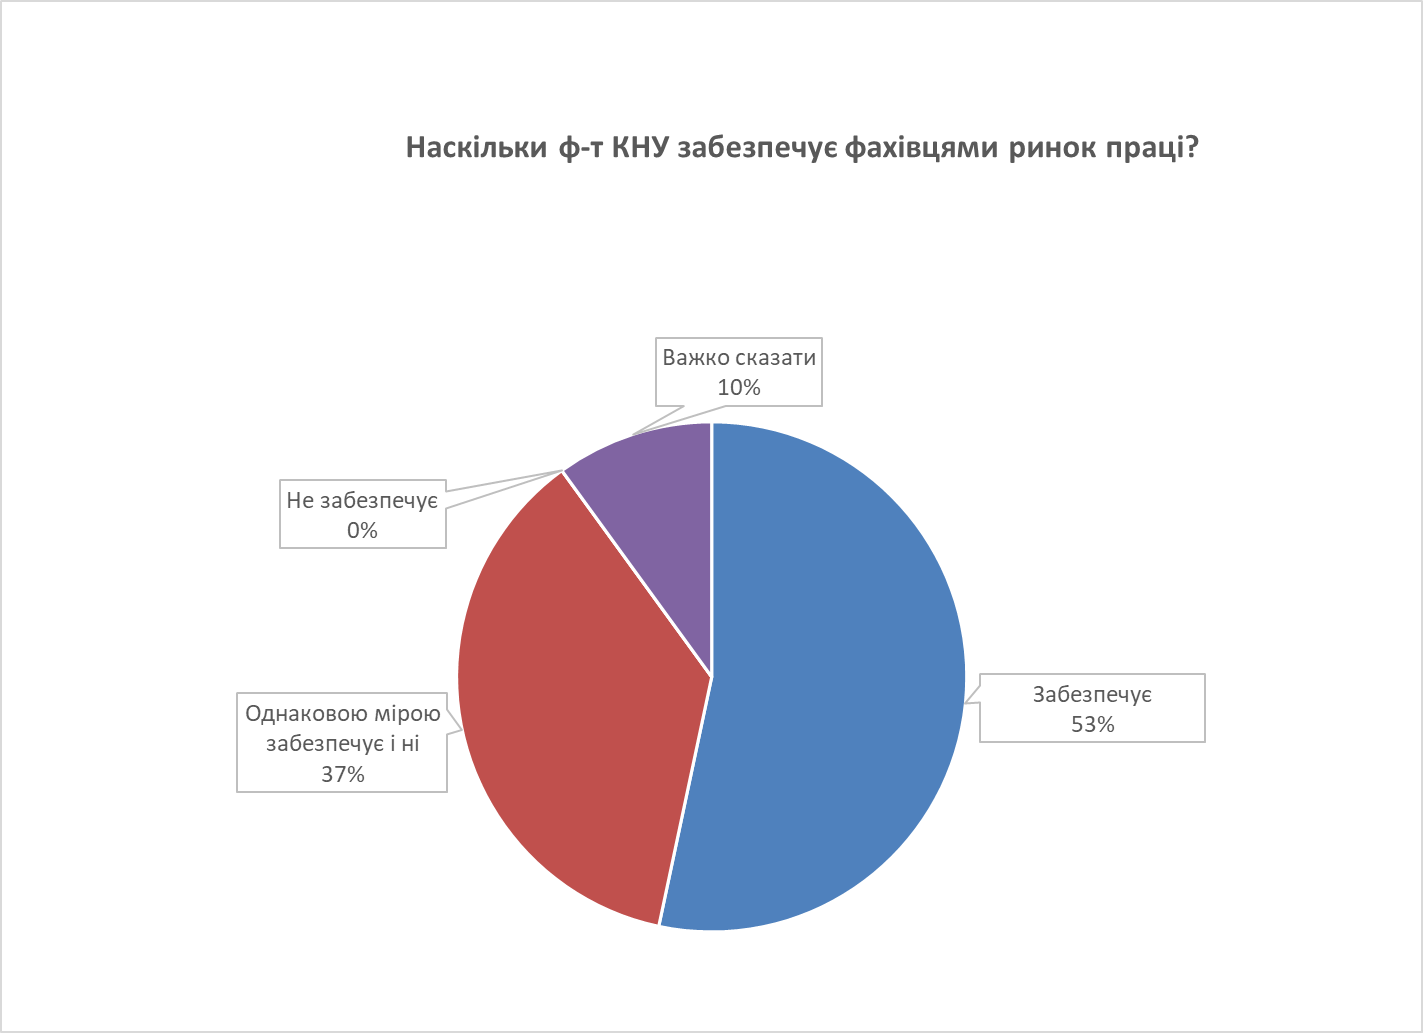 Наскільки ф-т КНУ забезпечує фахівцями ринок праці?
Важко сказати
10%
Не забезпечує
0%
Забезпечує
53%
Однаковою мірою
забезпечує і ні
37%